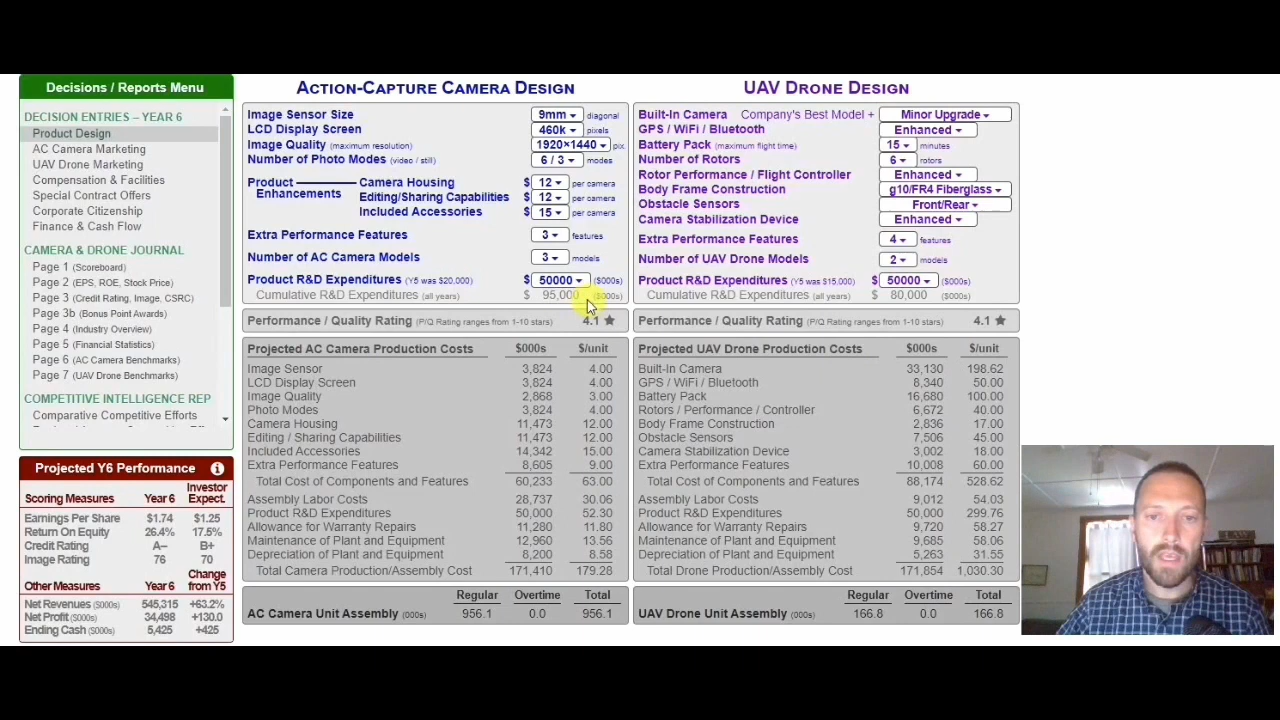 Decisions / Reports Menu
DECISION ENTRIES – YEAR 6
Product Design
AC Camera Marketing
UAV Drone Marketing
Compensation & Facilities
Special Contract Offers
Corporate Citizenship
Finance & Cash Flow
CAMERA & DRONE JOURNAL
Page 1 (Scoreboard)
Page 2 (EPS, ROE, Stock Price)
Page 3 (Credit Rating, Image, CSRC)
Page 3b (Bonus Point Awards)
Page 4 (Industry Overview)
Page 5 (Financial Statistics)
Page 6 (AC Camera Benchmarks)
Page 7 (UAV Drone Benchmarks)
COMPETITIVE INTELLIGENCE REP
Comparative Competitive Efforts
Projected Y6 Performance
Scoring Measures Year 6 Investor Expect.
Earnings Per Share $1.74 $1.25
Return On Equity 26.4% 17.5%
Credit Rating A– B+
Image Rating 76 70
Other Measures Year 6 Change from Y5
Net Revenues ($000s) 545,315 +63.2%
Net Profit ($000s) 34,498 +130.0
Ending Cash ($000s) 5,425 +425
ACTION-CAPTURE CAMERA DESIGN
Image Sensor Size 9mm diagonal
LCD Display Screen 460k pixels
Image Quality (maximum resolution) 1920×1440 pix.
Number of Photo Modes (video / still) 6 / 3 modes
Product Enhancements Camera Housing $ 12 per camera
Editing/Sharing Capabilities $ 12 per camera
Included Accessories $ 15 per camera
Extra Performance Features 3 features
Number of AC Camera Models 3 models
Product R&D Expenditures (Y5 was $20,000) $ 50000 ($000s)
Cumulative R&D Expenditures (all years) $ 95,000 ($000s)
Performance / Quality Rating (P/Q Rating ranges from 1-10 stars) 4.1 ★
Projected AC Camera Production Costs $000s $/unit
Image Sensor 3,824 4.00
LCD Display Screen 3,824 4.00
Image Quality 2,868 3.00
Photo Modes 3,824 4.00
Camera Housing 11,473 12.00
Editing / Sharing Capabilities 11,473 12.00
Included Accessories 14,342 15.00
Extra Performance Features 8,605 9.00
Total Cost of Components and Features 60,233 63.00
Assembly Labor Costs 28,737 30.06
Product R&D Expenditures 50,000 52.30
Allowance for Warranty Repairs 11,280 11.80
Maintenance of Plant and Equipment 12,960 13.56
Depreciation of Plant and Equipment 8,200 8.58
Total Camera Production/Assembly Cost 171,410 179.28
Regular Overtime Total
AC Camera Unit Assembly (000s) 956.1 0.0 956.1
UAV DRONE DESIGN
Built-In Camera Company's Best Model + Minor Upgrade
GPS / WiFi / Bluetooth Enhanced
Battery Pack (maximum flight time) 15 minutes
Number of Rotors 6 rotors
Rotor Performance / Flight Controller Enhanced
Body Frame Construction g10/FR4 Fiberglass
Obstacle Sensors Front/Rear
Camera Stabilization Device Enhanced
Extra Performance Features 4 features
Number of UAV Drone Models 2 models
Product R&D Expenditures (Y5 was $15,000) $ 50000 ($000s)
Cumulative R&D Expenditures (all years) $ 80,000 ($000s)
Performance / Quality Rating (P/Q Rating ranges from 1-10 stars) 4.1 ★
Projected UAV Drone Production Costs $000s $/unit
Built-In Camera 33,130 198.62
GPS / WiFi / Bluetooth 8,340 50.00
Battery Pack 16,680 100.00
Rotors / Performance / Controller 6,672 40.00
Body Frame Construction 2,836 17.00
Obstacle Sensors 7,506 45.00
Camera Stabilization Device 3,002 18.00
Extra Performance Features 10,008 60.00
Total Cost of Components and Features 88,174 528.62
Assembly Labor Costs 9,012 54.03
Product R&D Expenditures 50,000 299.76
Allowance for Warranty Repairs 9,720 58.27
Maintenance of Plant and Equipment 9,685 58.06
Depreciation of Plant and Equipment 5,263 31.55
Total Drone Production/Assembly Cost 171,854 1,030.30
Regular Overtime Total
UAV Drone Unit Assembly (000s) 166.8 0.0 166.8